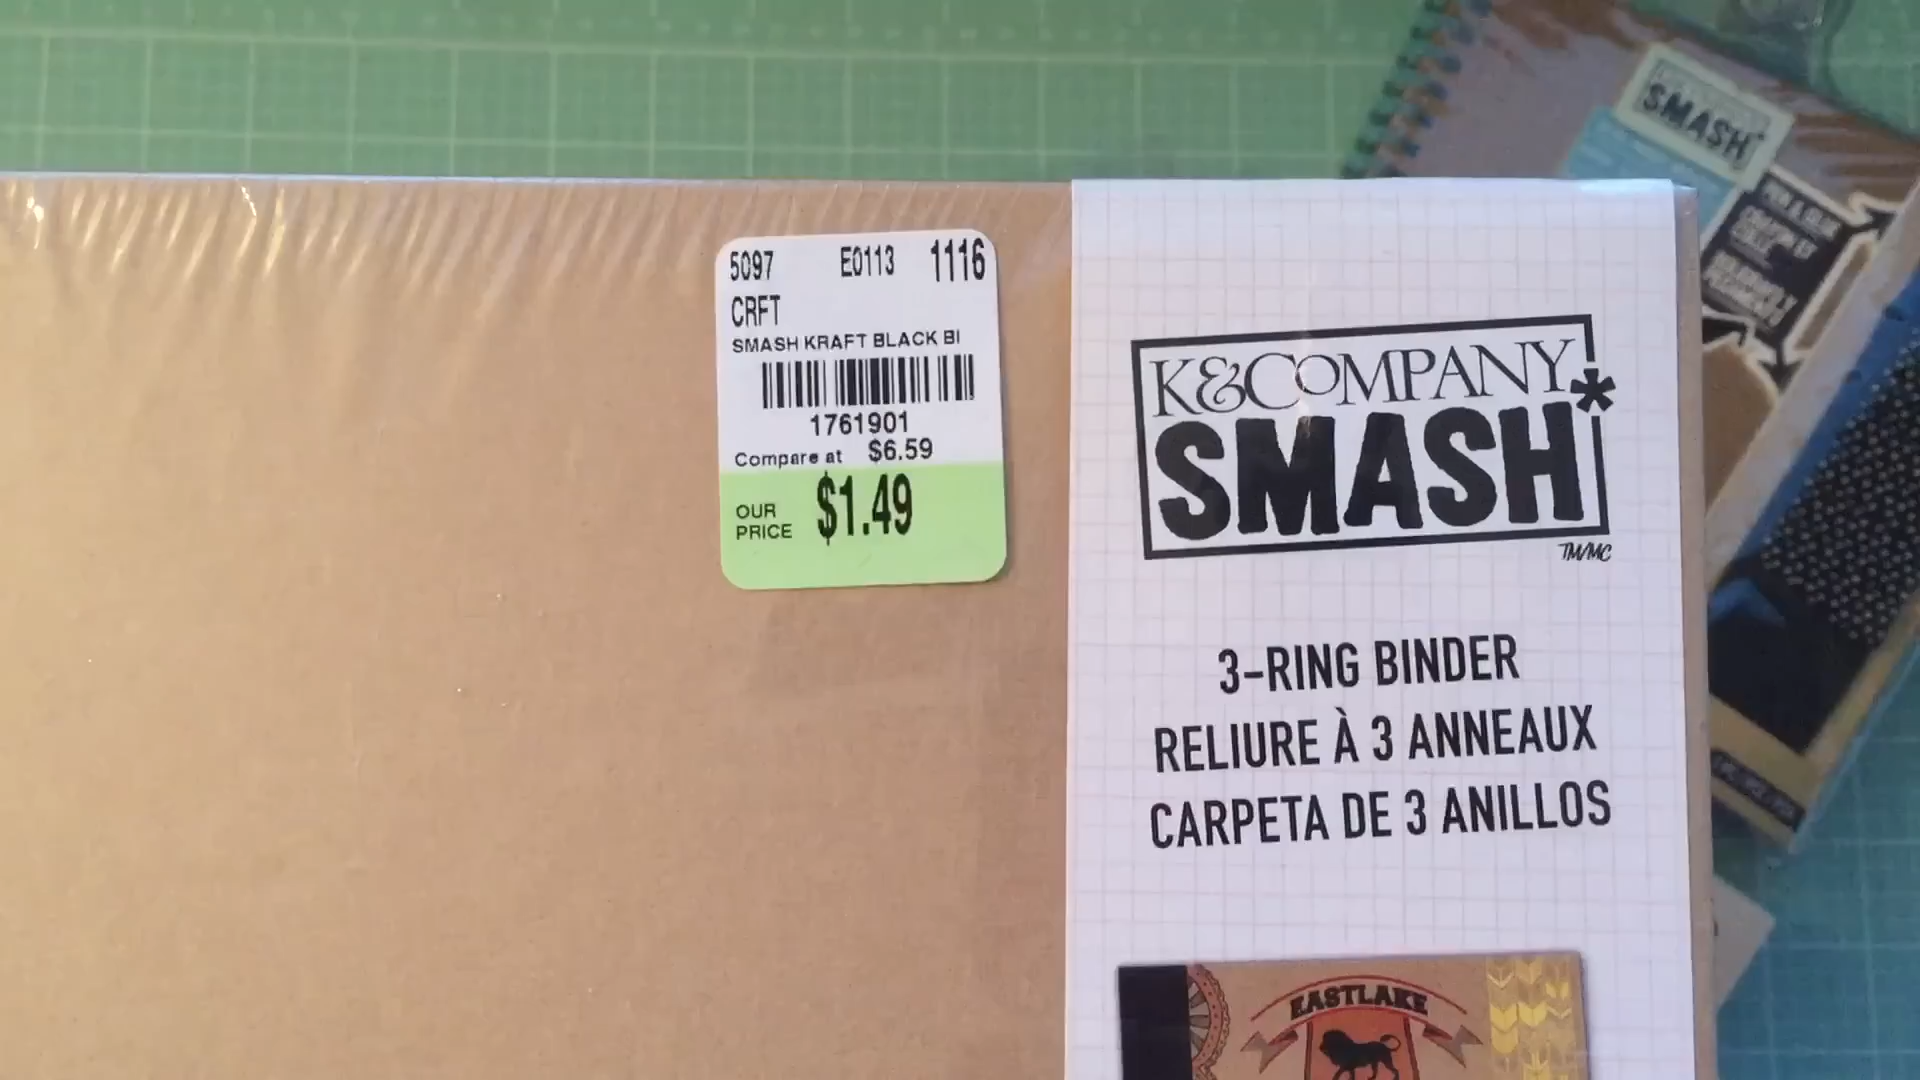 5097 E0113 1116
CRFT
SMASH KRAFT BLACK BI
1761901
Compare at $6.59
OUR PRICE $1.49
K&COMPANY
SMASH*
TM/MC
3-RING BINDER
RELIURE À 3 ANNEAUX
CARPETA DE 3 ANILLOS
EASTLAKE
SMASH*